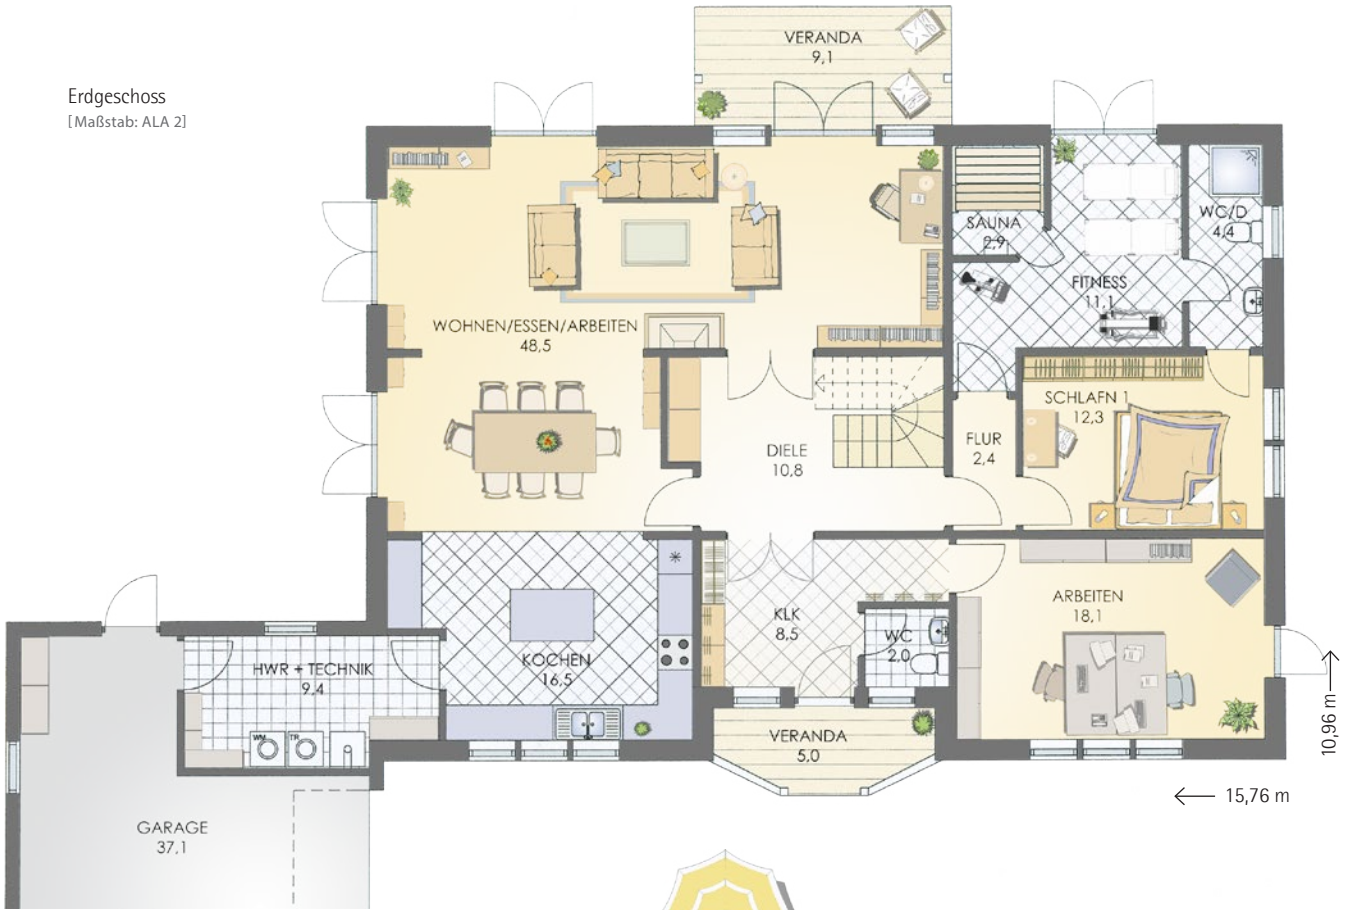 Erdgeschoss
[Maßstab: ALA 2]
VERANDA
9,1
SAUNA
2,9
WC/D
4,4
FITNESS
11,1
WOHNEN/ESSEN/ARBEITEN
48,5
SCHLAFN 1
12,3
DIELE
10,8
FLUR
2,4
ARBEITEN
18,1
KLK
8,5
WC
2,0
KOCHEN
16,5
HWR + TECHNIK
9,4
WM
TR
VERANDA
5,0
GARAGE
37,1
10,96 m
15,76 m